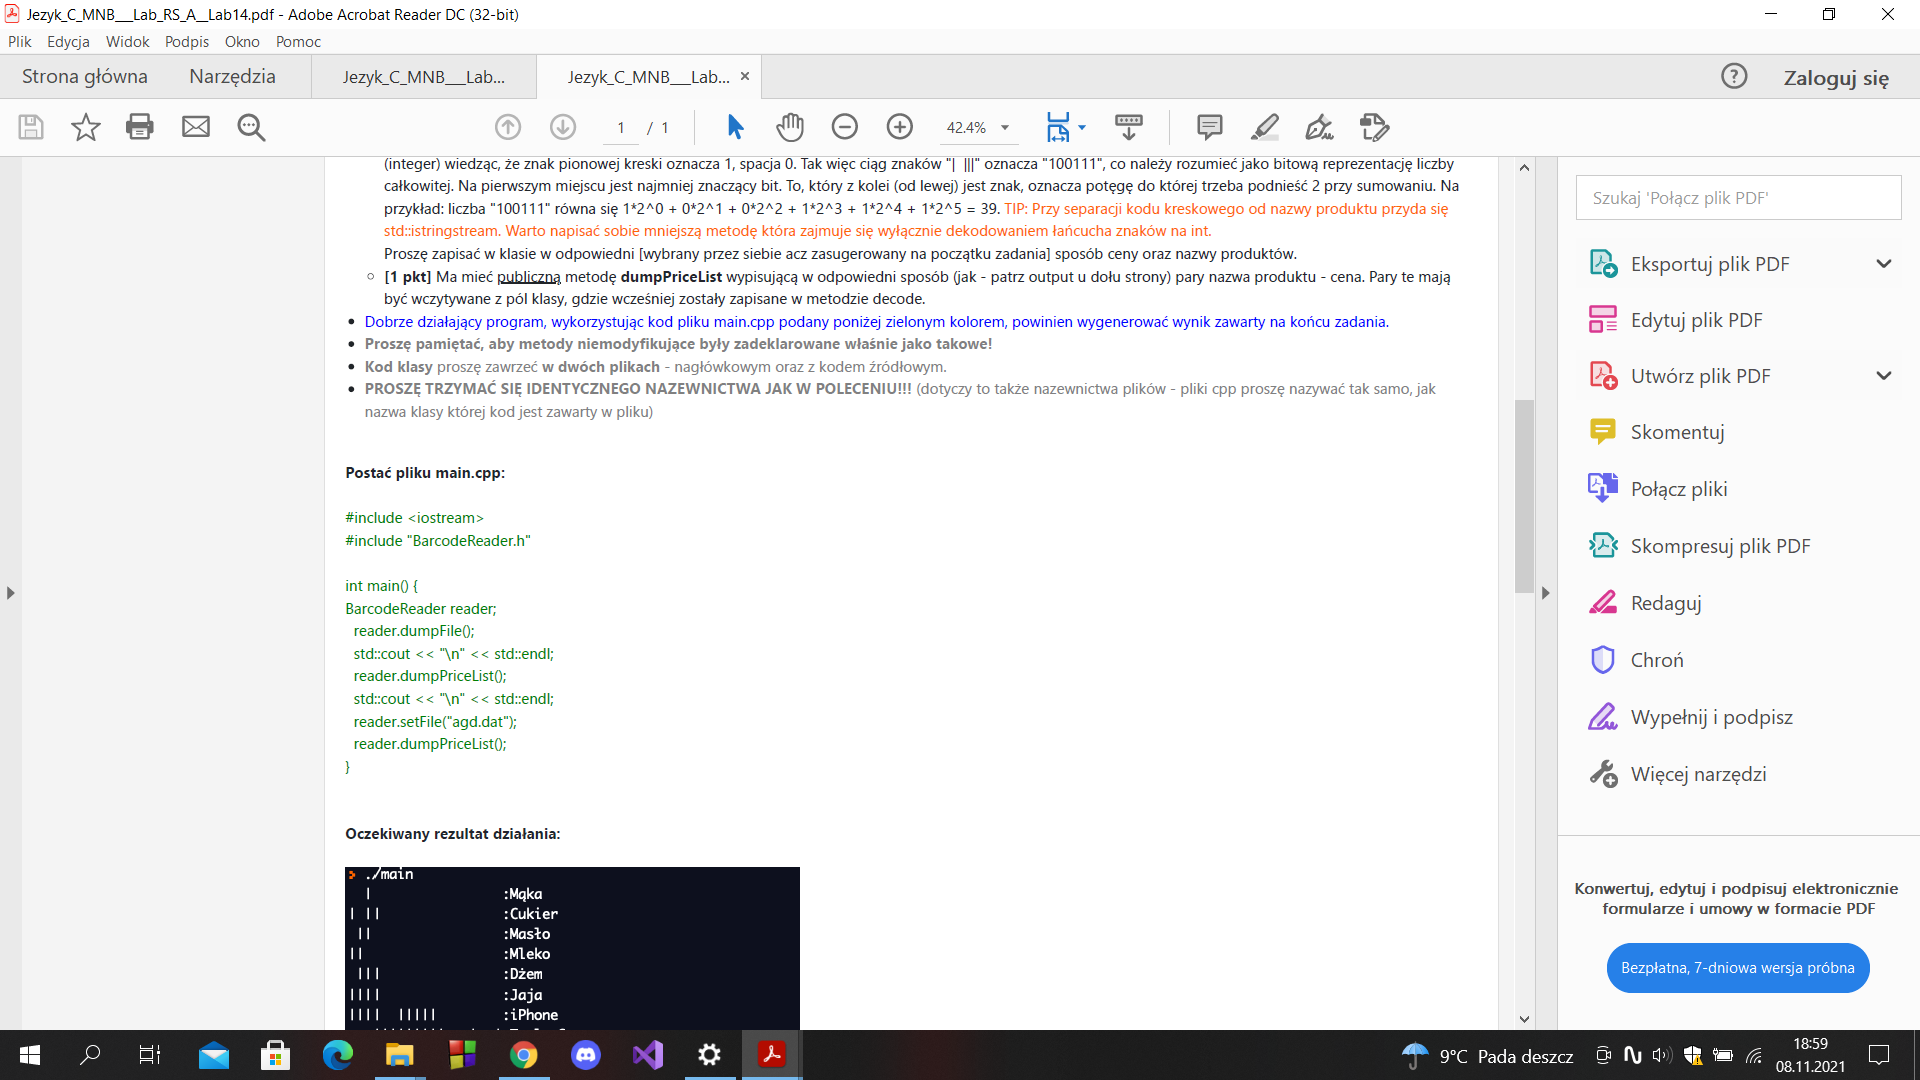 Jezyk_C_MNB___Lab_RS_A__Lab14.pdf - Adobe Acrobat Reader DC (32-bit)
Plik Edycja Widok Podpis Okno Pomoc
Strona główna Narzędzia Jezyk_C_MNB___Lab... Jezyk_C_MNB___Lab... × Zaloguj się
1 / 1 42.4%
(integer) wiedząc, że znak pionowej kreski oznacza 1, spacja 0. Tak więc ciąg znaków "|  |||" oznacza "100111", co należy rozumieć jako bitową reprezentację liczby
całkowitej. Na pierwszym miejscu jest najmniej znaczący bit. To, który z kolei (od lewej) jest znak, oznacza potęgę do której trzeba podnieść 2 przy sumowaniu. Na
przykład: liczba "100111" równa się 1*2^0 + 0*2^1 + 0*2^2 + 1*2^3 + 1*2^4 + 1*2^5 = 39. TIP: Przy separacji kodu kreskowego od nazwy produktu przyda się
std::istringstream. Warto napisać sobie mniejszą metodę która zajmuje się wyłącznie dekodowaniem łańcucha znaków na int.
Proszę zapisać w klasie w odpowiedni [wybrany przez siebie acz zasugerowany na początku zadania] sposób ceny oraz nazwy produktów.
○ [1 pkt] Ma mieć publiczną metodę dumpPriceList wypisującą w odpowiedni sposób (jak - patrz output u dołu strony) pary nazwa produktu - cena. Pary te mają
być wczytywane z pól klasy, gdzie wcześniej zostały zapisane w metodzie decode.
• Dobrze działający program, wykorzystując kod pliku main.cpp podany poniżej zielonym kolorem, powinien wygenerować wynik zawarty na końcu zadania.
• Proszę pamiętać, aby metody niemodyfikujące były zadeklarowane właśnie jako takowe!
• Kod klasy proszę zawrzeć w dwóch plikach - nagłówkowym oraz z kodem źródłowym.
• PROSZĘ TRZYMAĆ SIĘ IDENTYCZNEGO NAZEWNICTWA JAK W POLECENIU!!! (dotyczy to także nazewnictwa plików - pliki cpp proszę nazywać tak samo, jak
nazwa klasy której kod jest zawarty w pliku)
Postać pliku main.cpp:
#include <iostream>
#include "BarcodeReader.h"
int main() {
BarcodeReader reader;
reader.dumpFile();
std::cout << "\n" << std::endl;
reader.dumpPriceList();
std::cout << "\n" << std::endl;
reader.setFile("agd.dat");
reader.dumpPriceList();
}
Oczekiwany rezultat działania:
./main
  |                 :Mąka
| ||                :Cukier
 ||                 :Masło
||                  :Mleko
 |||                :Dżem
||||                :Jaja
||||  |||||         :iPhone
Szukaj 'Połącz plik PDF'
Eksportuj plik PDF
Edytuj plik PDF
Utwórz plik PDF
Skomentuj
Połącz pliki
Skompresuj plik PDF
Redaguj
Chroń
Wypełnij i podpisz
Więcej narzędzi
Konwertuj, edytuj i podpisuj elektronicznie
formularze i umowy w formacie PDF
Bezpłatna, 7-dniowa wersja próbna
9°C Pada deszcz
18:59
08.11.2021